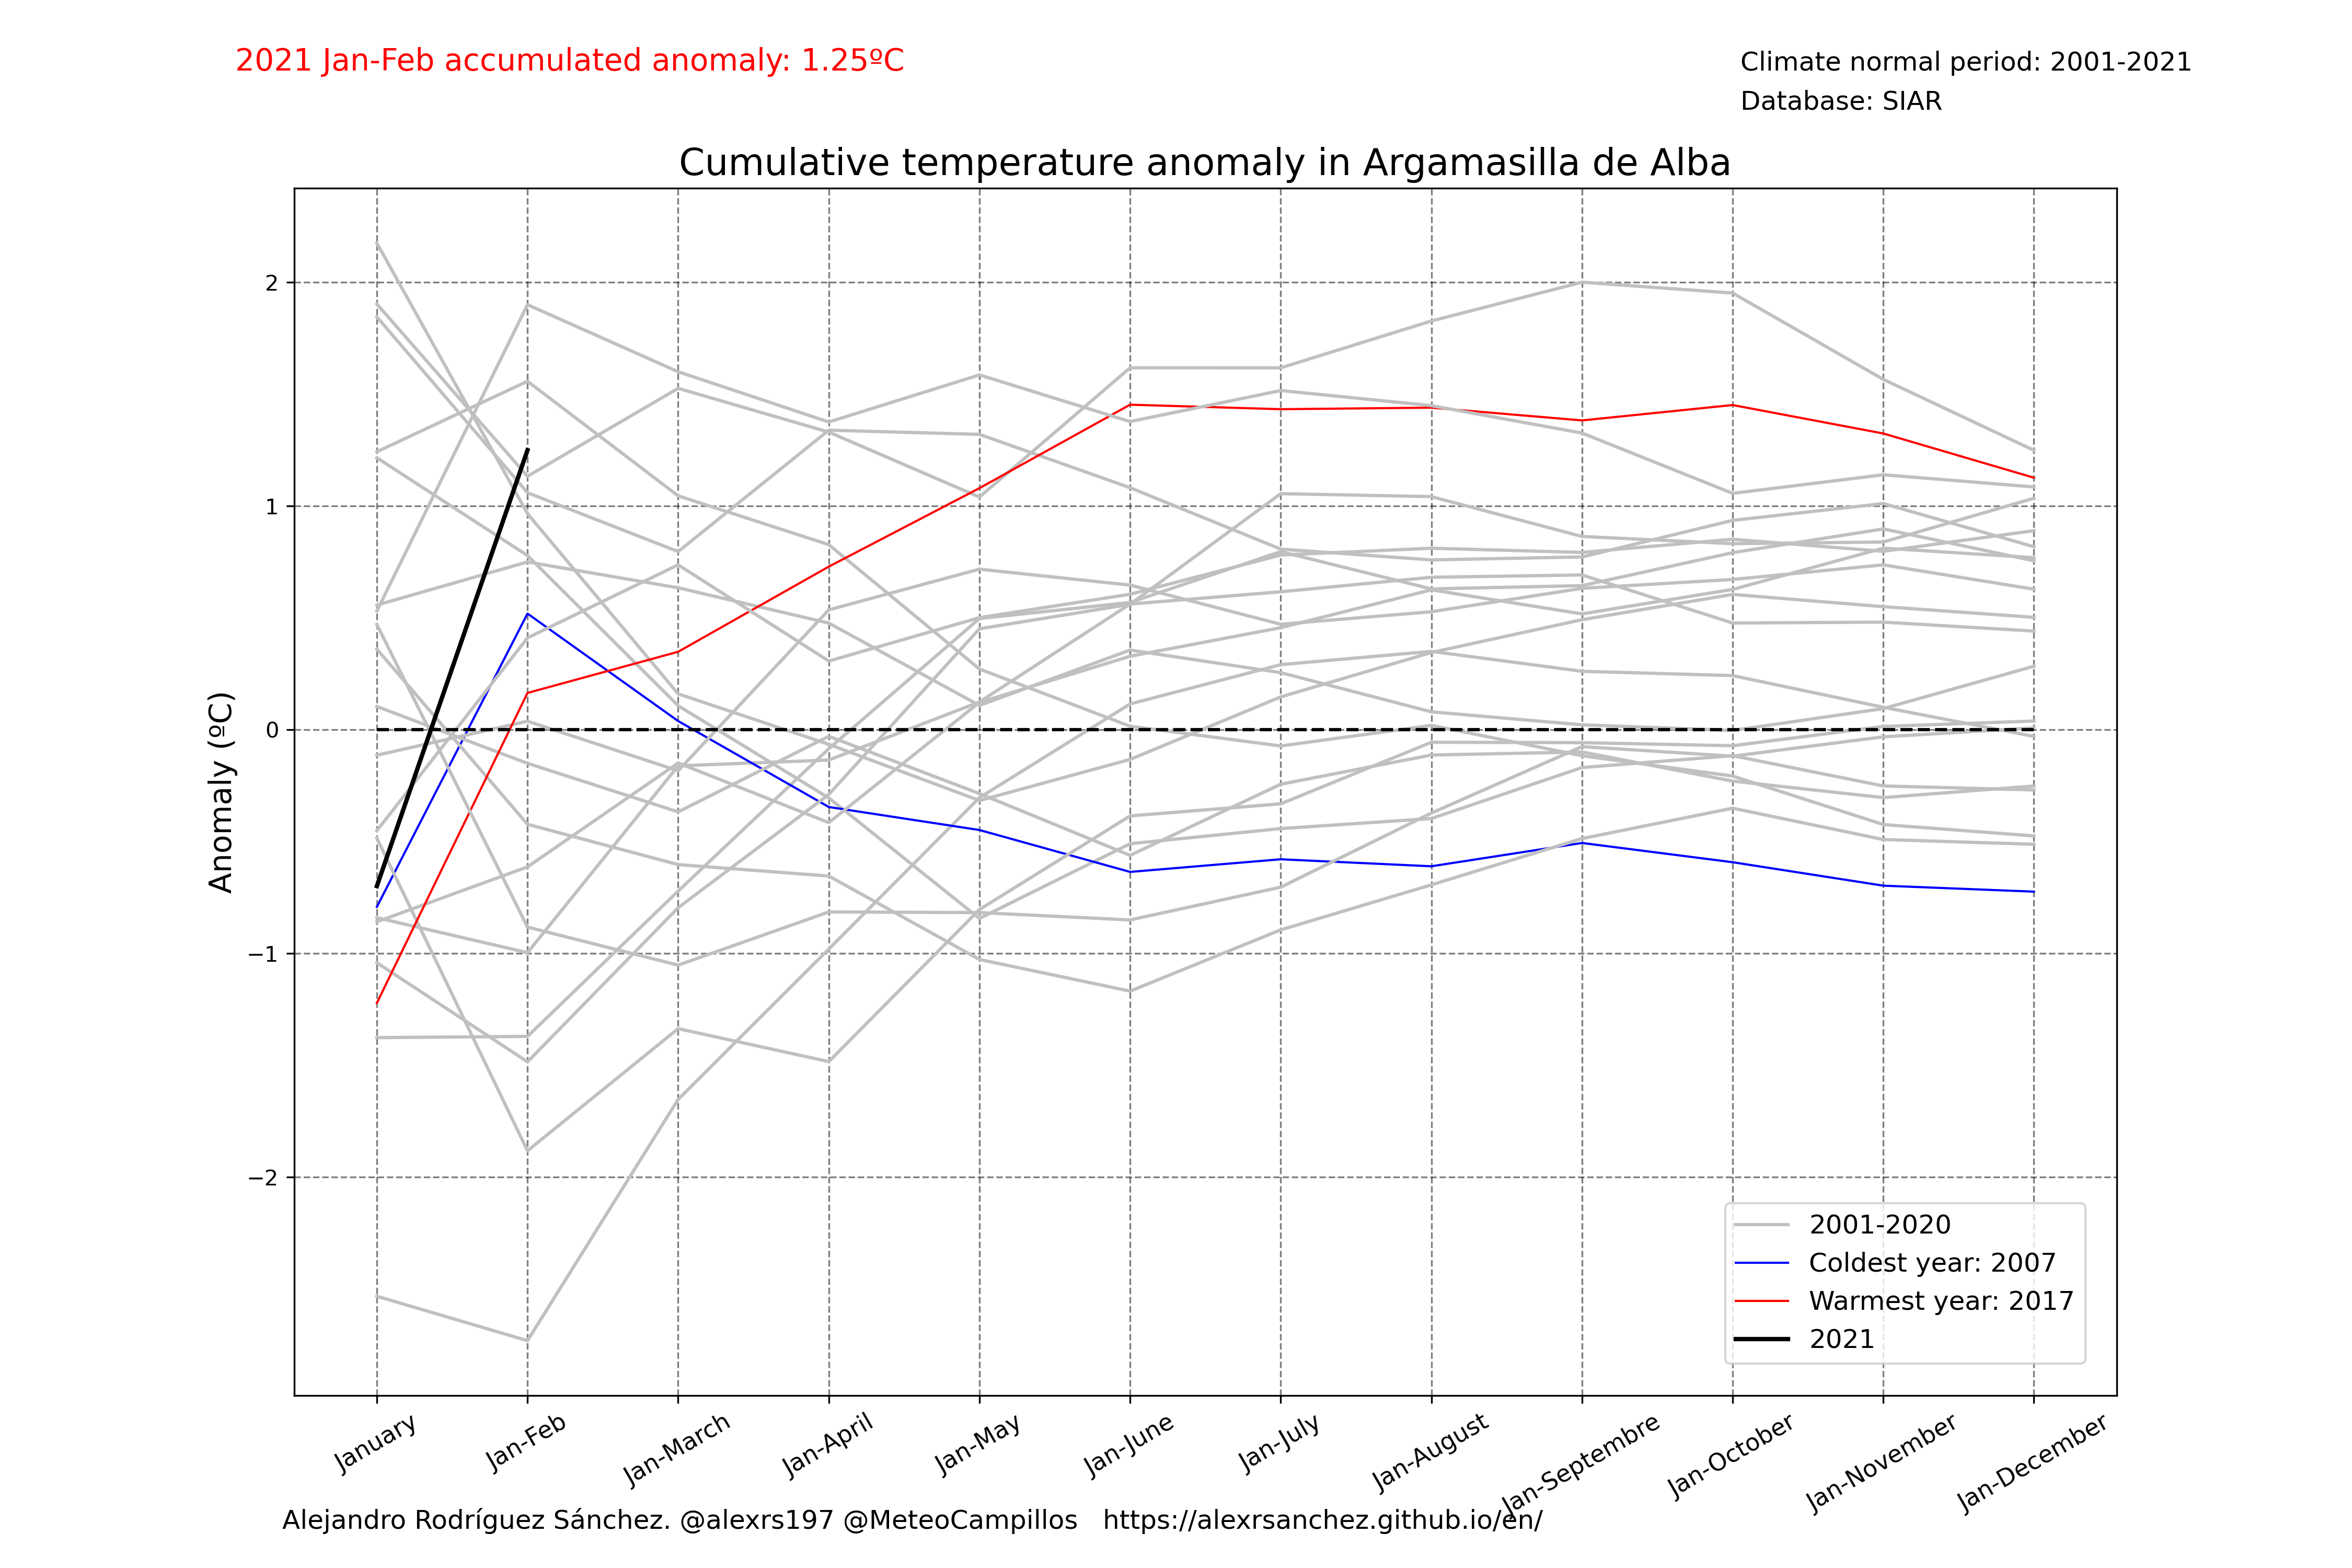 2021 Jan-Feb accumulated anomaly: 1.25ºC
Climate normal period: 2001-2021
Database: SIAR
Cumulative temperature anomaly in Argamasilla de Alba
Anomaly (ºC)
2
1
0
−1
−2
2001-2020
Coldest year: 2007
Warmest year: 2017
2021
January
Jan-Feb
Jan-March
Jan-April
Jan-May
Jan-June
Jan-July
Jan-August
Jan-Septembre
Jan-October
Jan-November
Jan-December
Alejandro Rodríguez Sánchez. @alexrs197 @MeteoCampillos https://alexrsanchez.github.io/en/